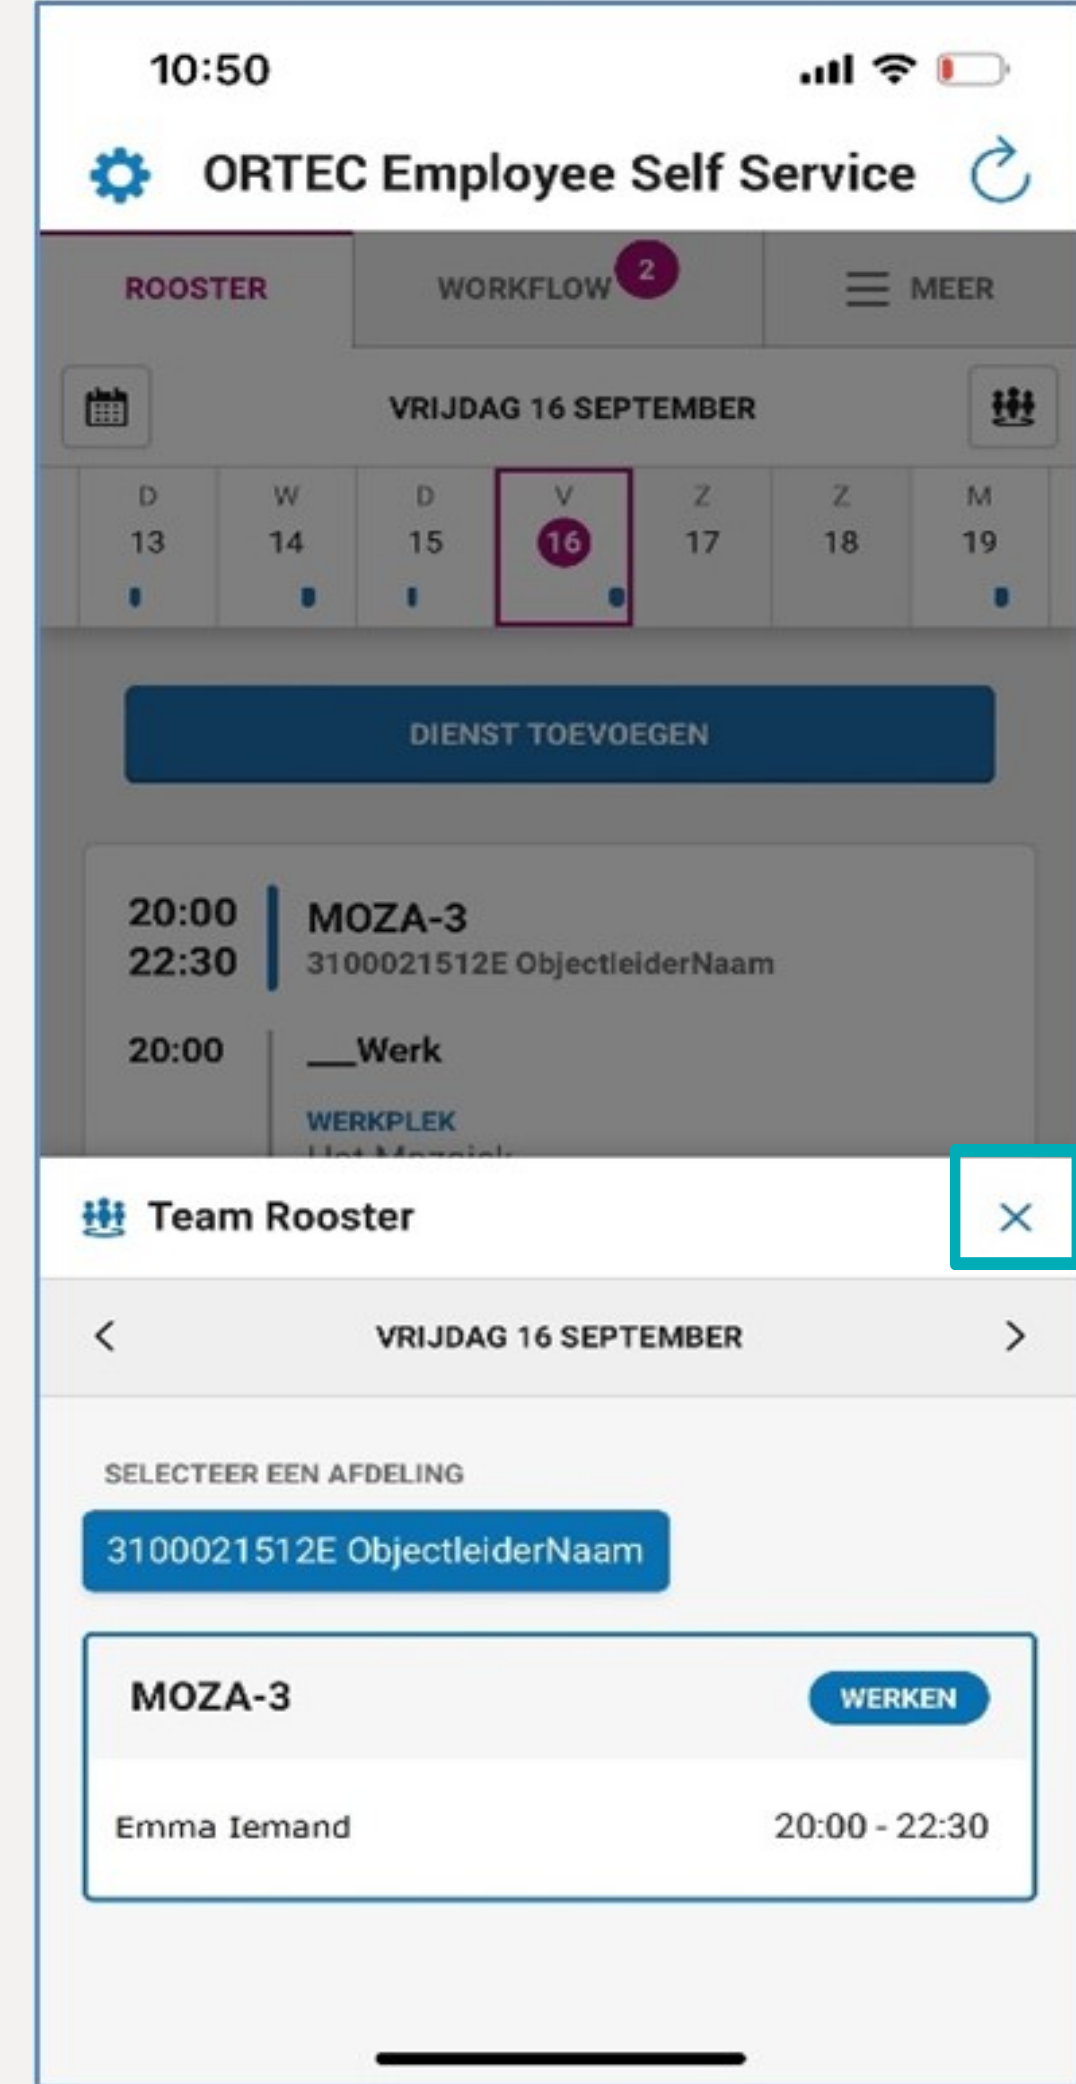 10:50
ORTEC Employee Self Service
ROOSTER
WORKFLOW
2
MEER
VRIJDAG 16 SEPTEMBER
D W D V Z Z M
13 14 15 16 17 18 19
DIENST TOEVOEGEN
20:00 MOZA-3
22:30 3100021512E ObjectleiderNaam
20:00 __Werk
WERKPLEK
Team Rooster
VRIJDAG 16 SEPTEMBER
SELECTEER EEN AFDELING
3100021512E ObjectleiderNaam
MOZA-3 WERKEN
Emma Iemand 20:00 - 22:30